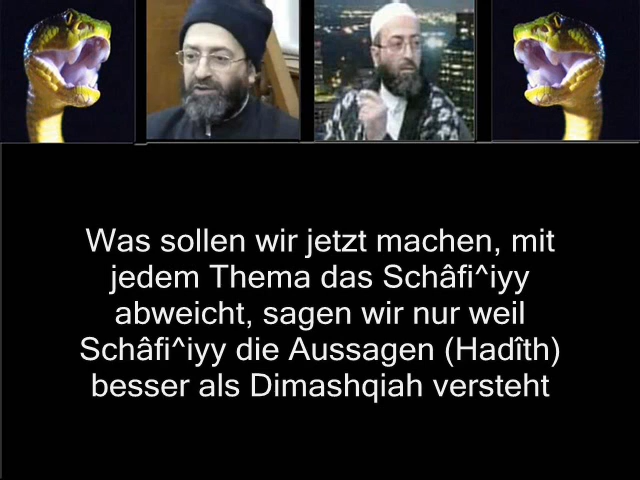 Was sollen wir jetzt machen, mit
jedem Thema das Schâfi^iyy
abweicht, sagen wir nur weil
Schâfi^iyy die Aussagen (Hadîth)
besser als Dimashqiah versteht